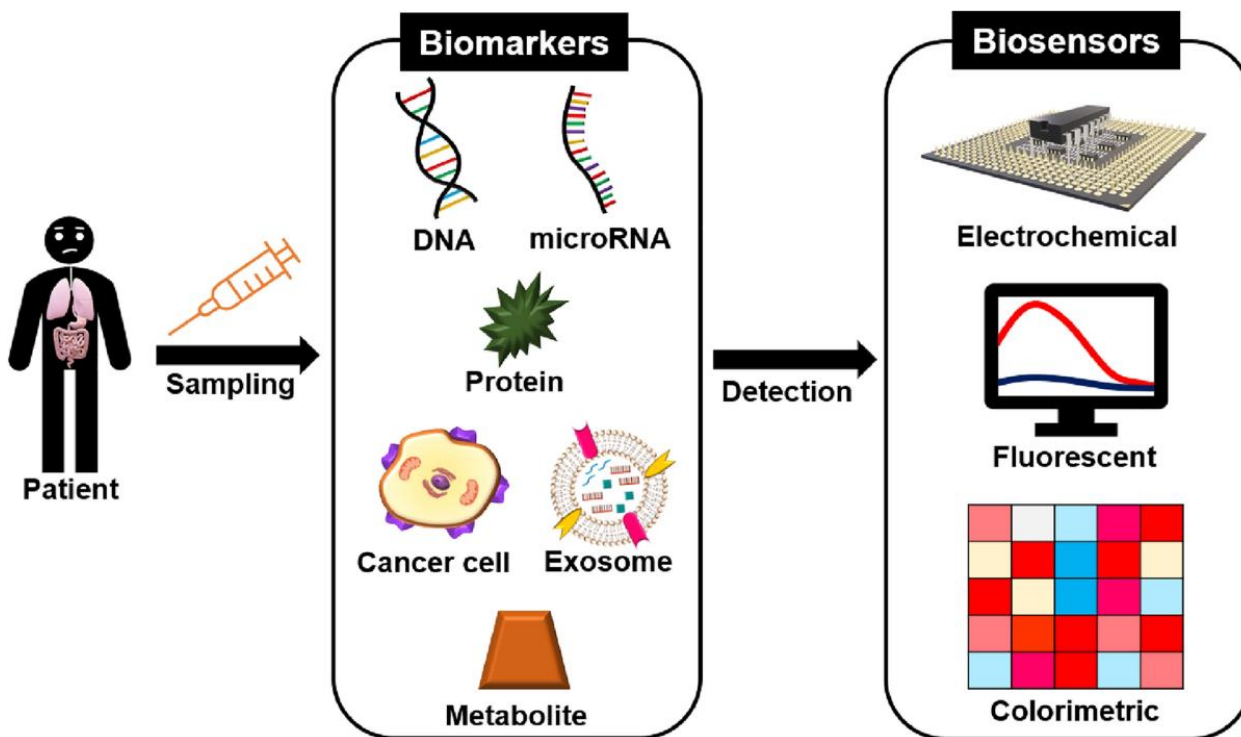 Biomarkers
Biosensors
DNA
microRNA
Electrochemical
Sampling
Protein
Detection
Patient
Fluorescent
Cancer cell
Exosome
Metabolite
Colorimetric